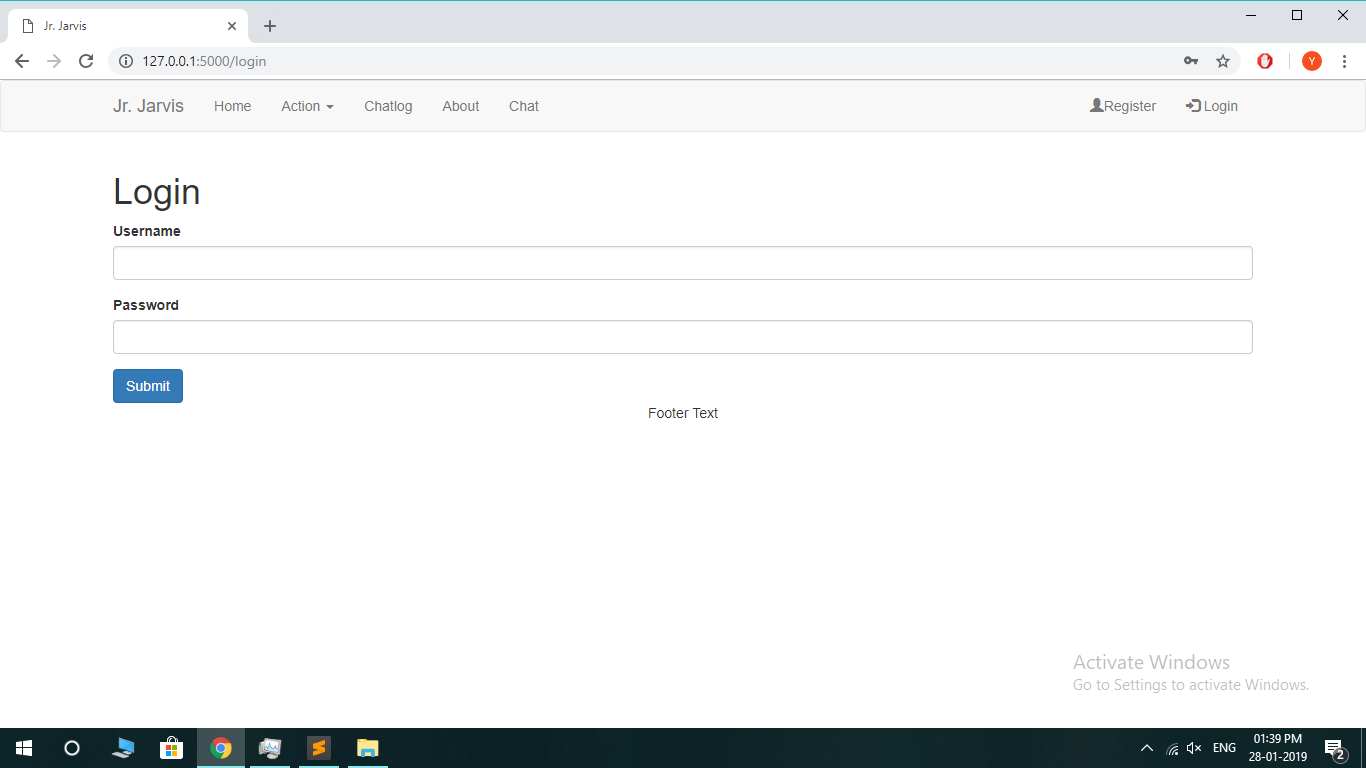 Jr. Jarvis
127.0.0.1:5000/login
Y
Jr. Jarvis Home Action Chatlog About Chat Register Login
Login
Username
Password
Submit
Footer Text
Activate Windows
Go to Settings to activate Windows.
ENG
01:39 PM
28-01-2019
2